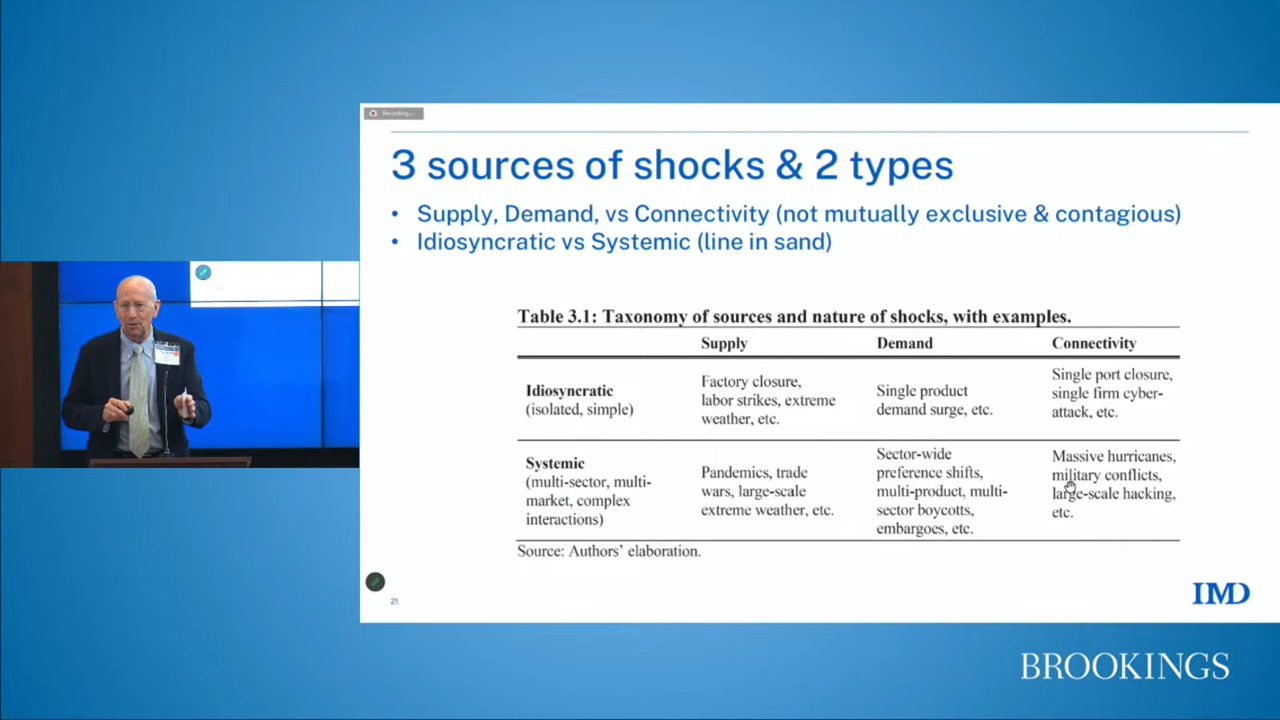 Recording...
3 sources of shocks & 2 types
• Supply, Demand, vs Connectivity (not mutually exclusive & contagious)
• Idiosyncratic vs Systemic (line in sand)
Table 3.1: Taxonomy of sources and nature of shocks, with examples.
Supply Demand Connectivity
Idiosyncratic
(isolated, simple)
Factory closure,
labor strikes, extreme
weather, etc.
Single product
demand surge, etc.
Single port closure,
single firm cyber-
attack, etc.
Systemic
(multi-sector, multi-
market, complex
interactions)
Pandemics, trade
wars, large-scale
extreme weather, etc.
Sector-wide
preference shifts,
multi-product, multi-
sector boycotts,
embargoes, etc.
Massive hurricanes,
military conflicts,
large-scale hacking,
etc.
Source: Authors' elaboration.
21
IMD
BROOKINGS